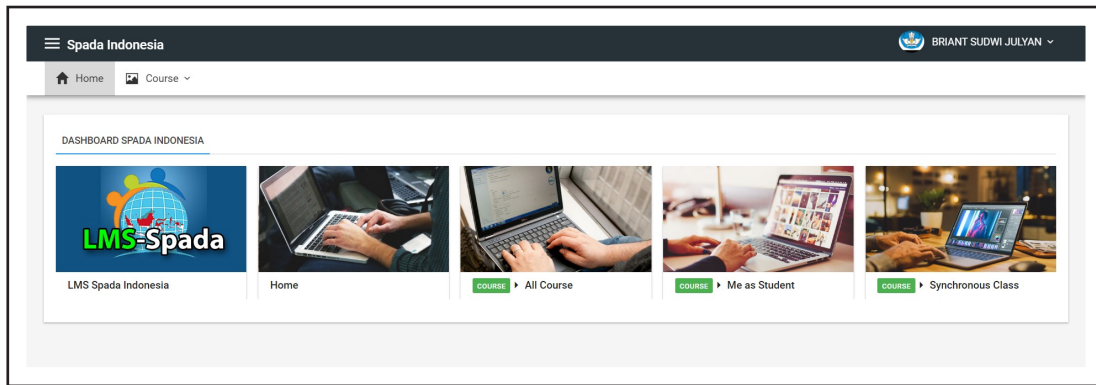 Spada Indonesia
BRIANT SUDWI JULYAN
Home
Course
DASHBOARD SPADA INDONESIA
LMS-Spada
LMS Spada Indonesia
Home
COURSE All Course
COURSE Me as Student
COURSE Synchronous Class